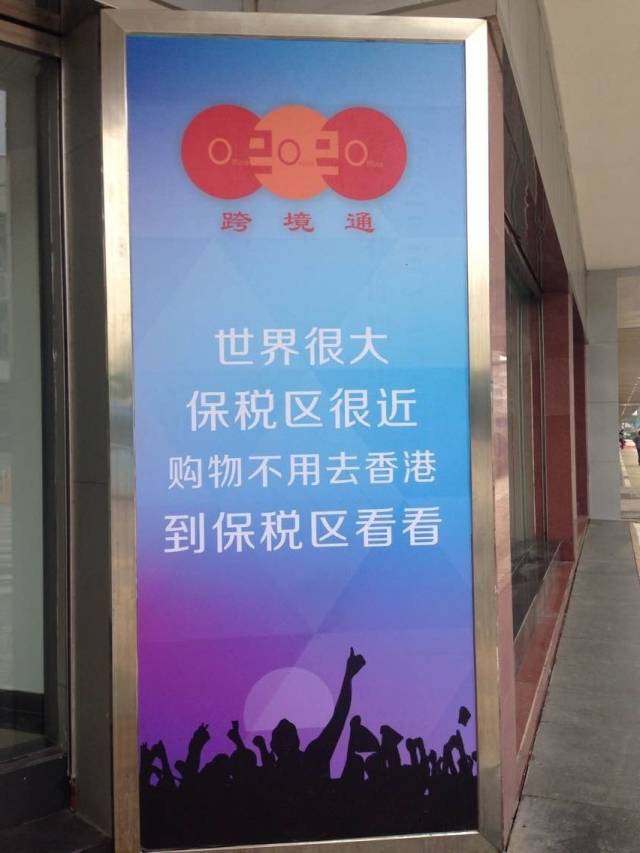 跨境通
世界很大
保税区很近
购物不用去香港
到保税区看看